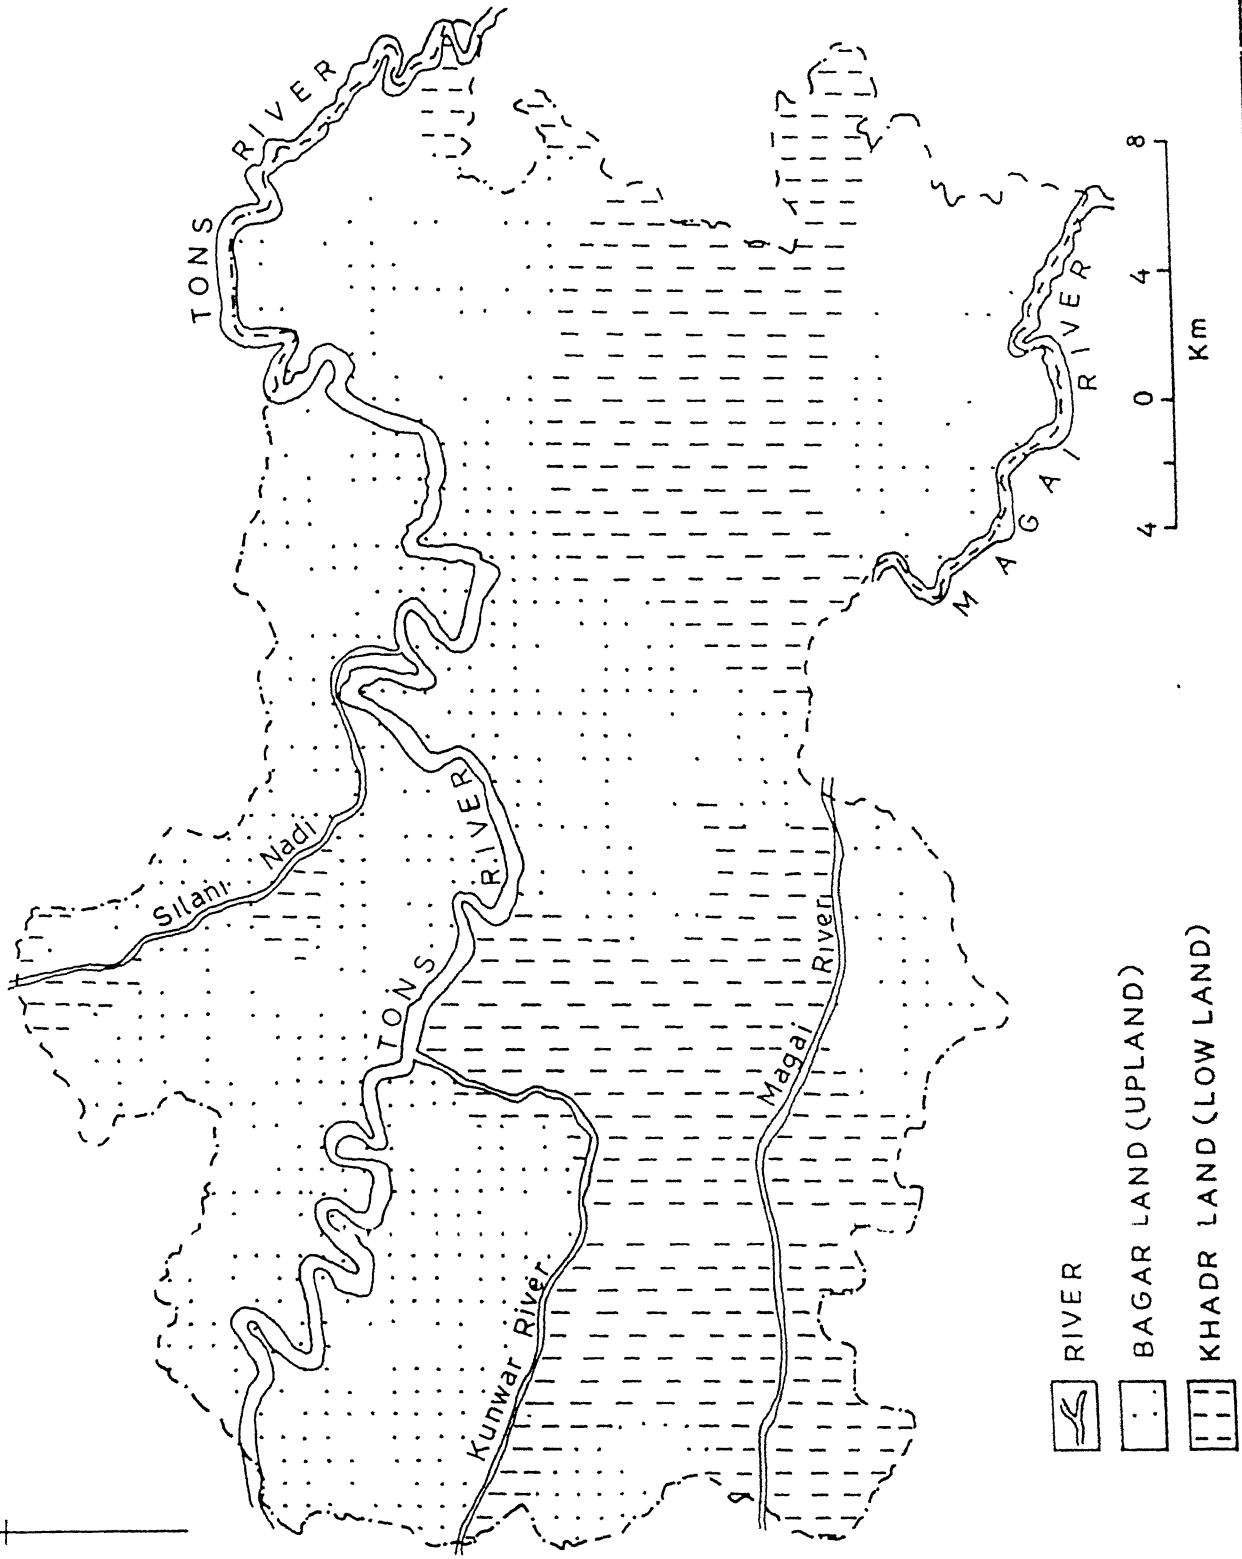 TONS RIVER
Silani Nadi
TONS RIVER
Kunwar River
Magai River
MAGAI RIVER
4 0 4 8
Km
RIVER
BAGAR LAND (UPLAND)
KHADR LAND (LOW LAND)